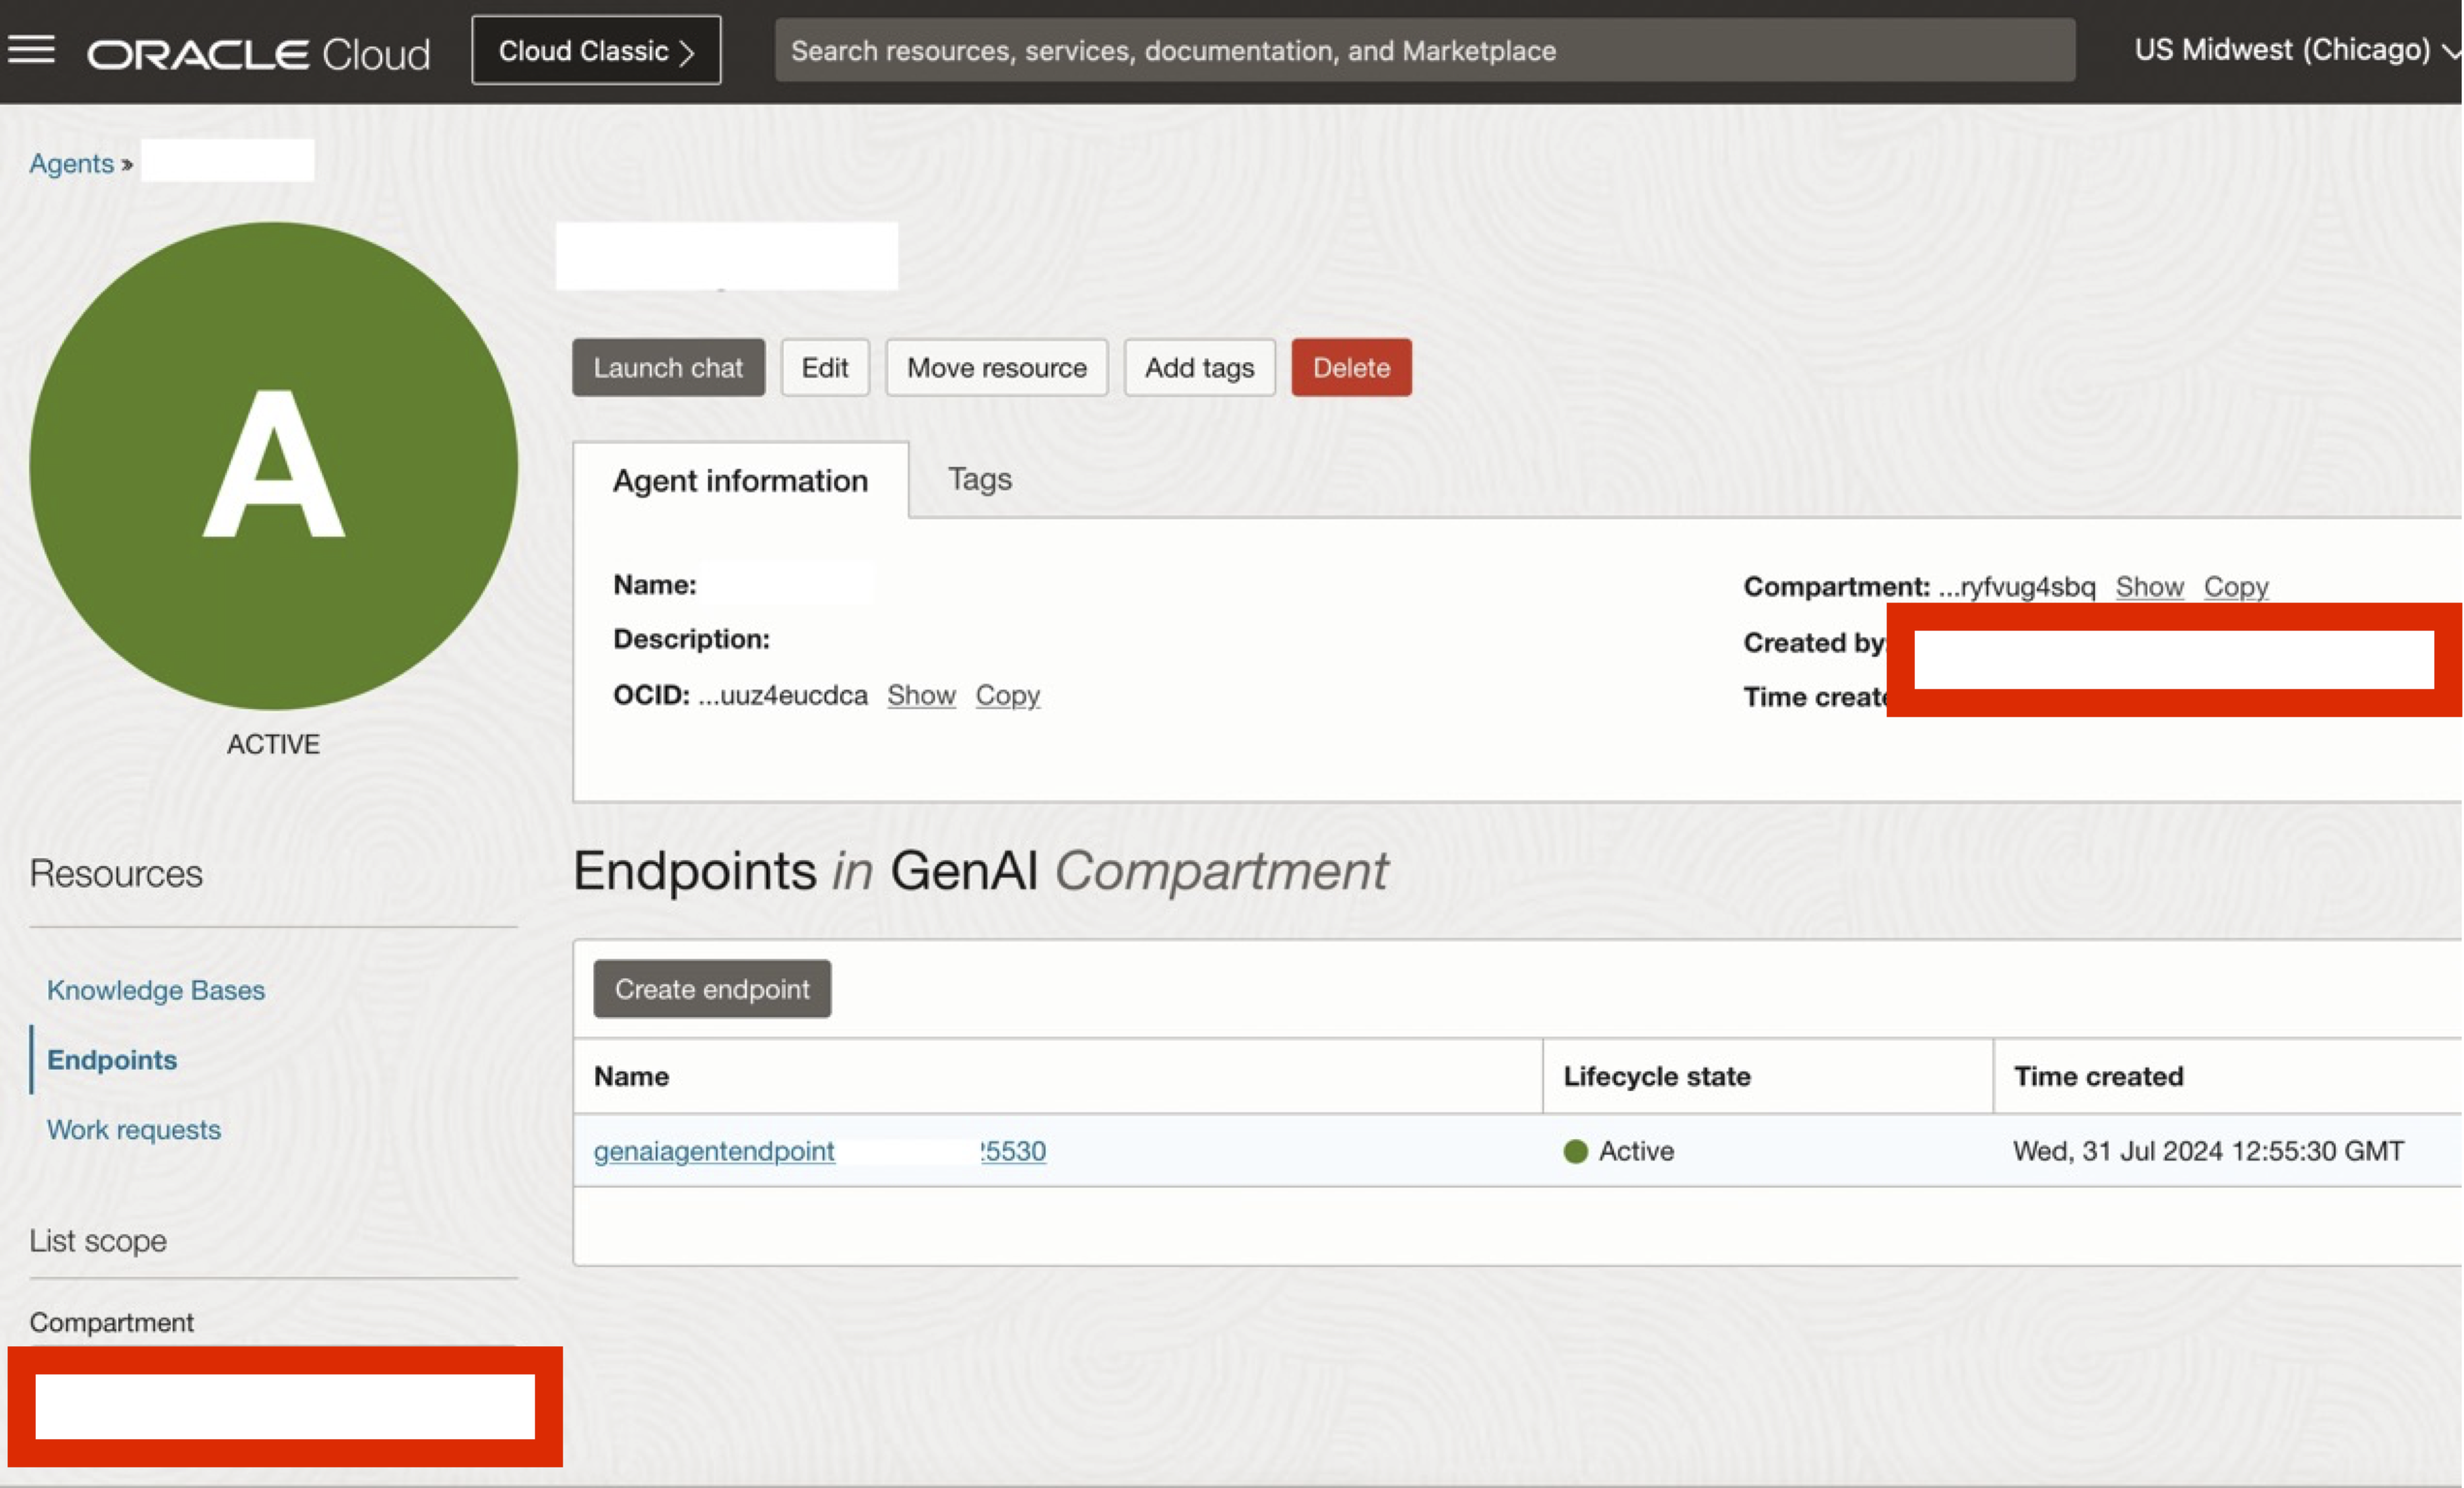 ORACLE Cloud
Cloud Classic
Search resources, services, documentation, and Marketplace
US Midwest (Chicago)
Agents »
A
ACTIVE
Launch chat
Edit
Move resource
Add tags
Delete
Agent information
Tags
Name:
Description:
OCID: ...uuz4eucdca Show Copy
Compartment: ...ryfvug4sbq Show Copy
Created by
Time create
Resources
Knowledge Bases
Endpoints
Work requests
List scope
Compartment
Endpoints in GenAI Compartment
Create endpoint
Name
Lifecycle state
Time created
genaiagentendpoint 5530
Active
Wed, 31 Jul 2024 12:55:30 GMT